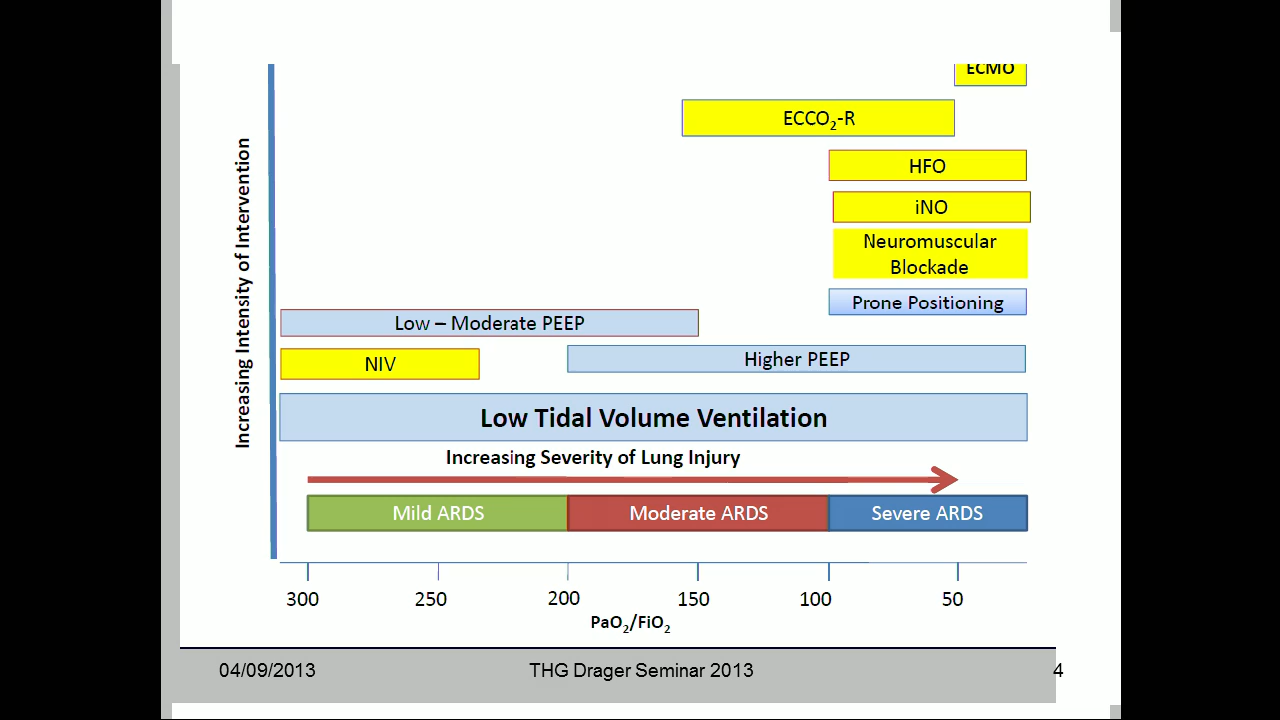 ECMO
ECCO₂-R
HFO
iNO
Neuromuscular
Blockade
Prone Positioning
Low – Moderate PEEP
Higher PEEP
NIV
Low Tidal Volume Ventilation
Increasing Severity of Lung Injury
Mild ARDS
Moderate ARDS
Severe ARDS
Increasing Intensity of Intervention
300
250
200
150
100
50
PaO₂/FiO₂
04/09/2013
THG Drager Seminar 2013
4